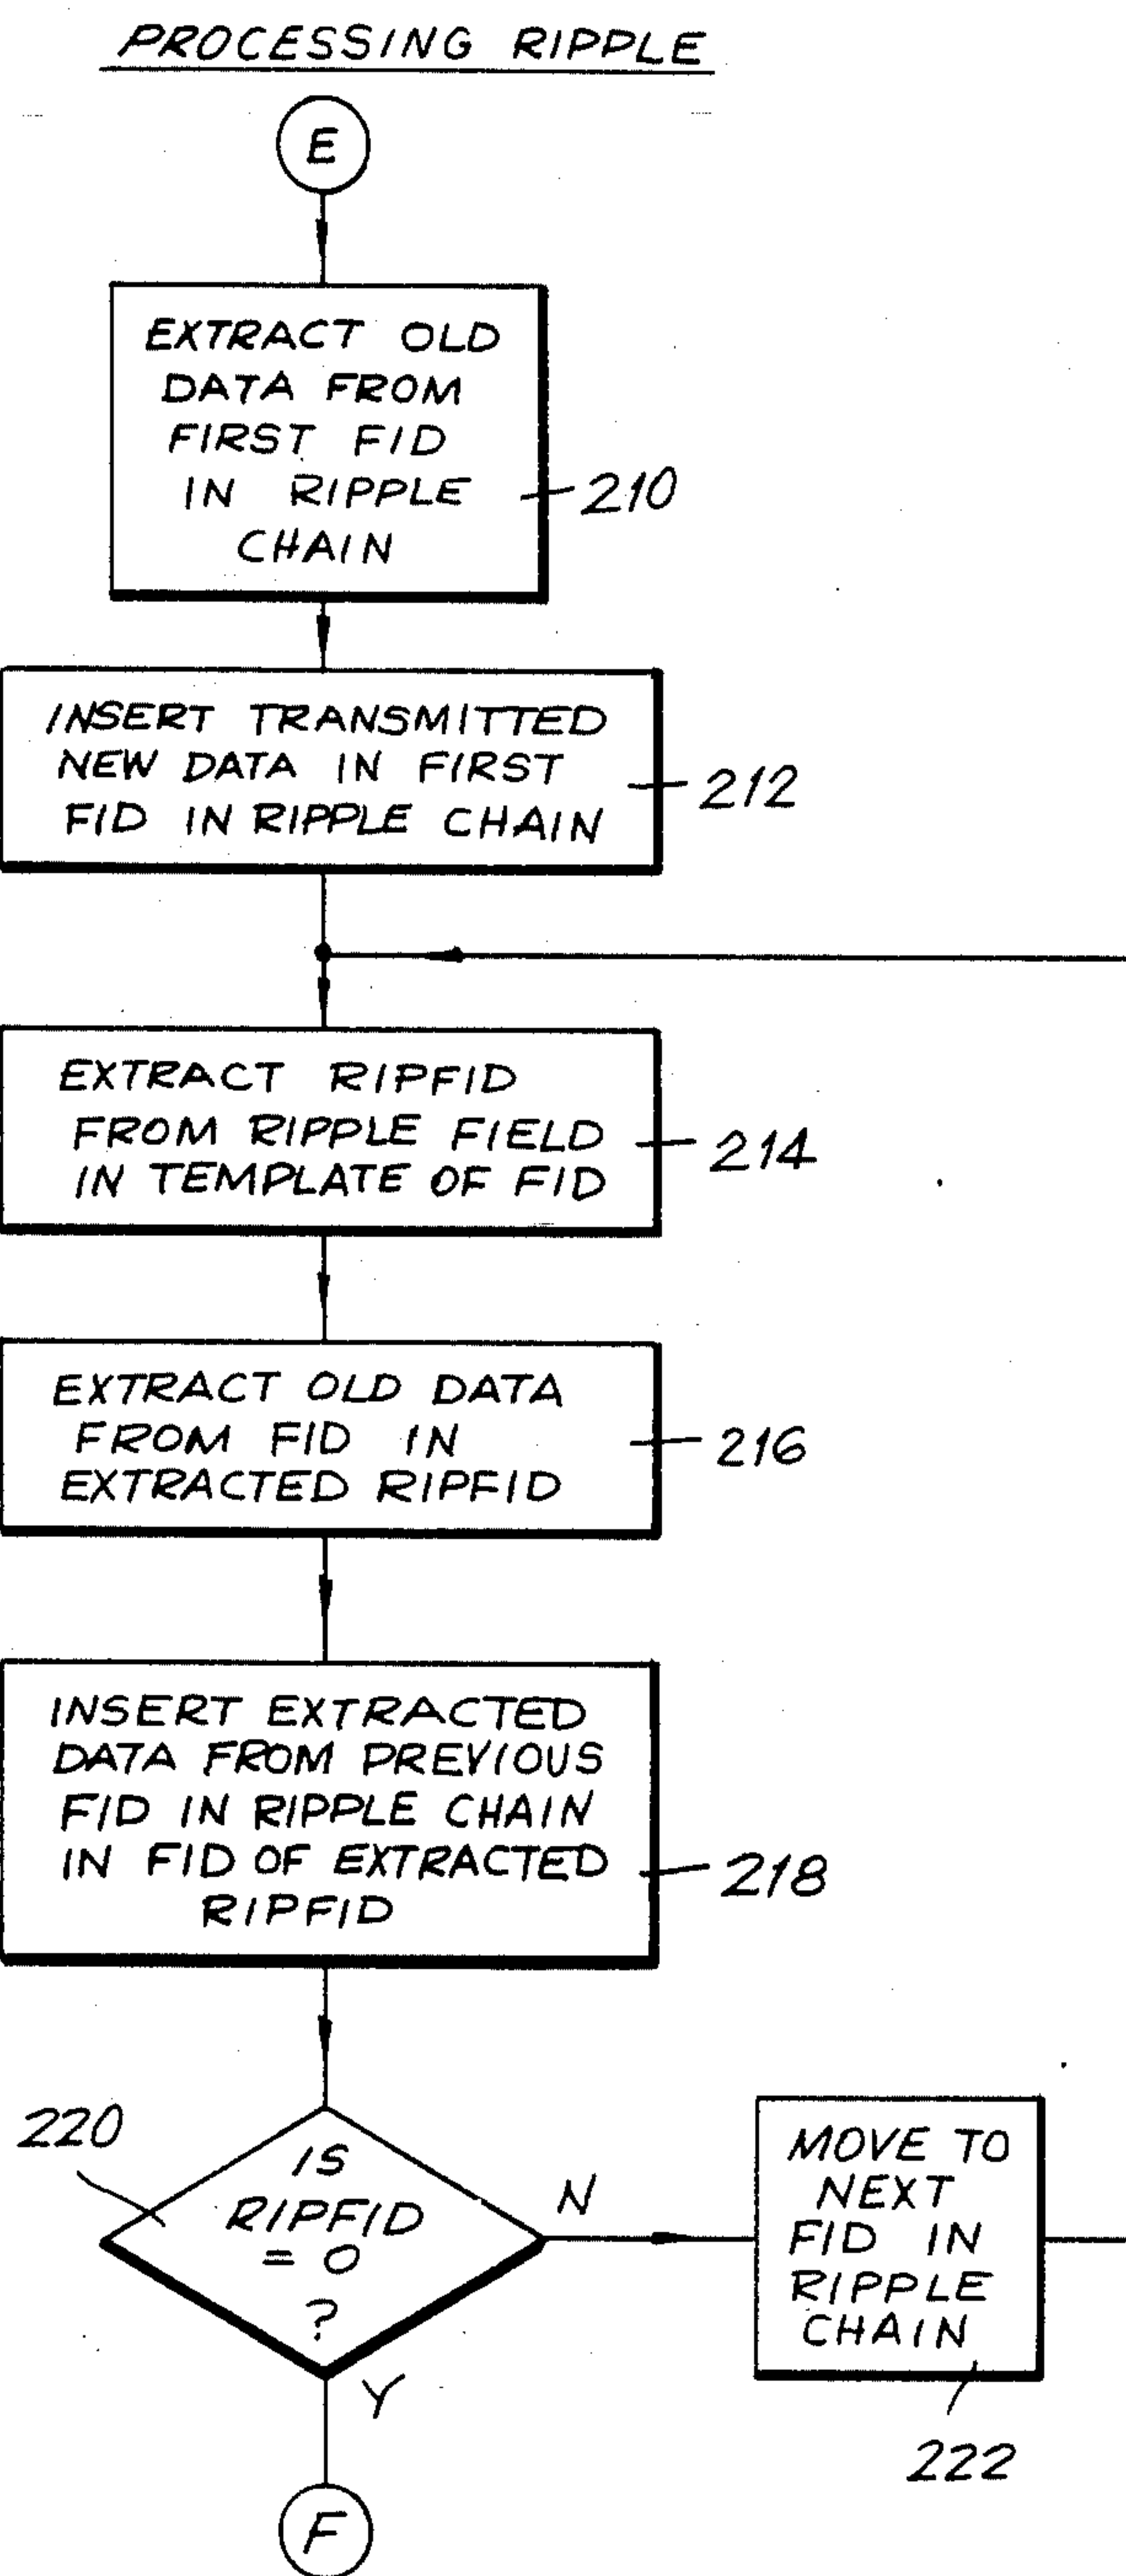 PROCESSING RIPPLE
E
EXTRACT OLD
DATA FROM
FIRST FID
IN RIPPLE
CHAIN
210
INSERT TRANSMITTED
NEW DATA IN FIRST
FID IN RIPPLE CHAIN
212
EXTRACT RIPFID
FROM RIPPLE FIELD
IN TEMPLATE OF FID
214
EXTRACT OLD DATA
FROM FID IN
EXTRACTED RIPFID
216
INSERT EXTRACTED
DATA FROM PREVIOUS
FID IN RIPPLE CHAIN
IN FID OF EXTRACTED
RIPFID
218
220
IS
RIPFID
= 0
?
N
Y
MOVE TO
NEXT
FID IN
RIPPLE
CHAIN
222
F